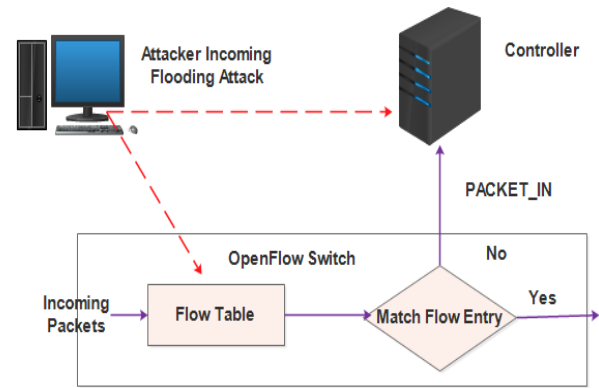 Attacker Incoming
Flooding Attack
Controller
PACKET_IN
OpenFlow Switch
No
Incoming
Packets
Flow Table
Match Flow Entry
Yes